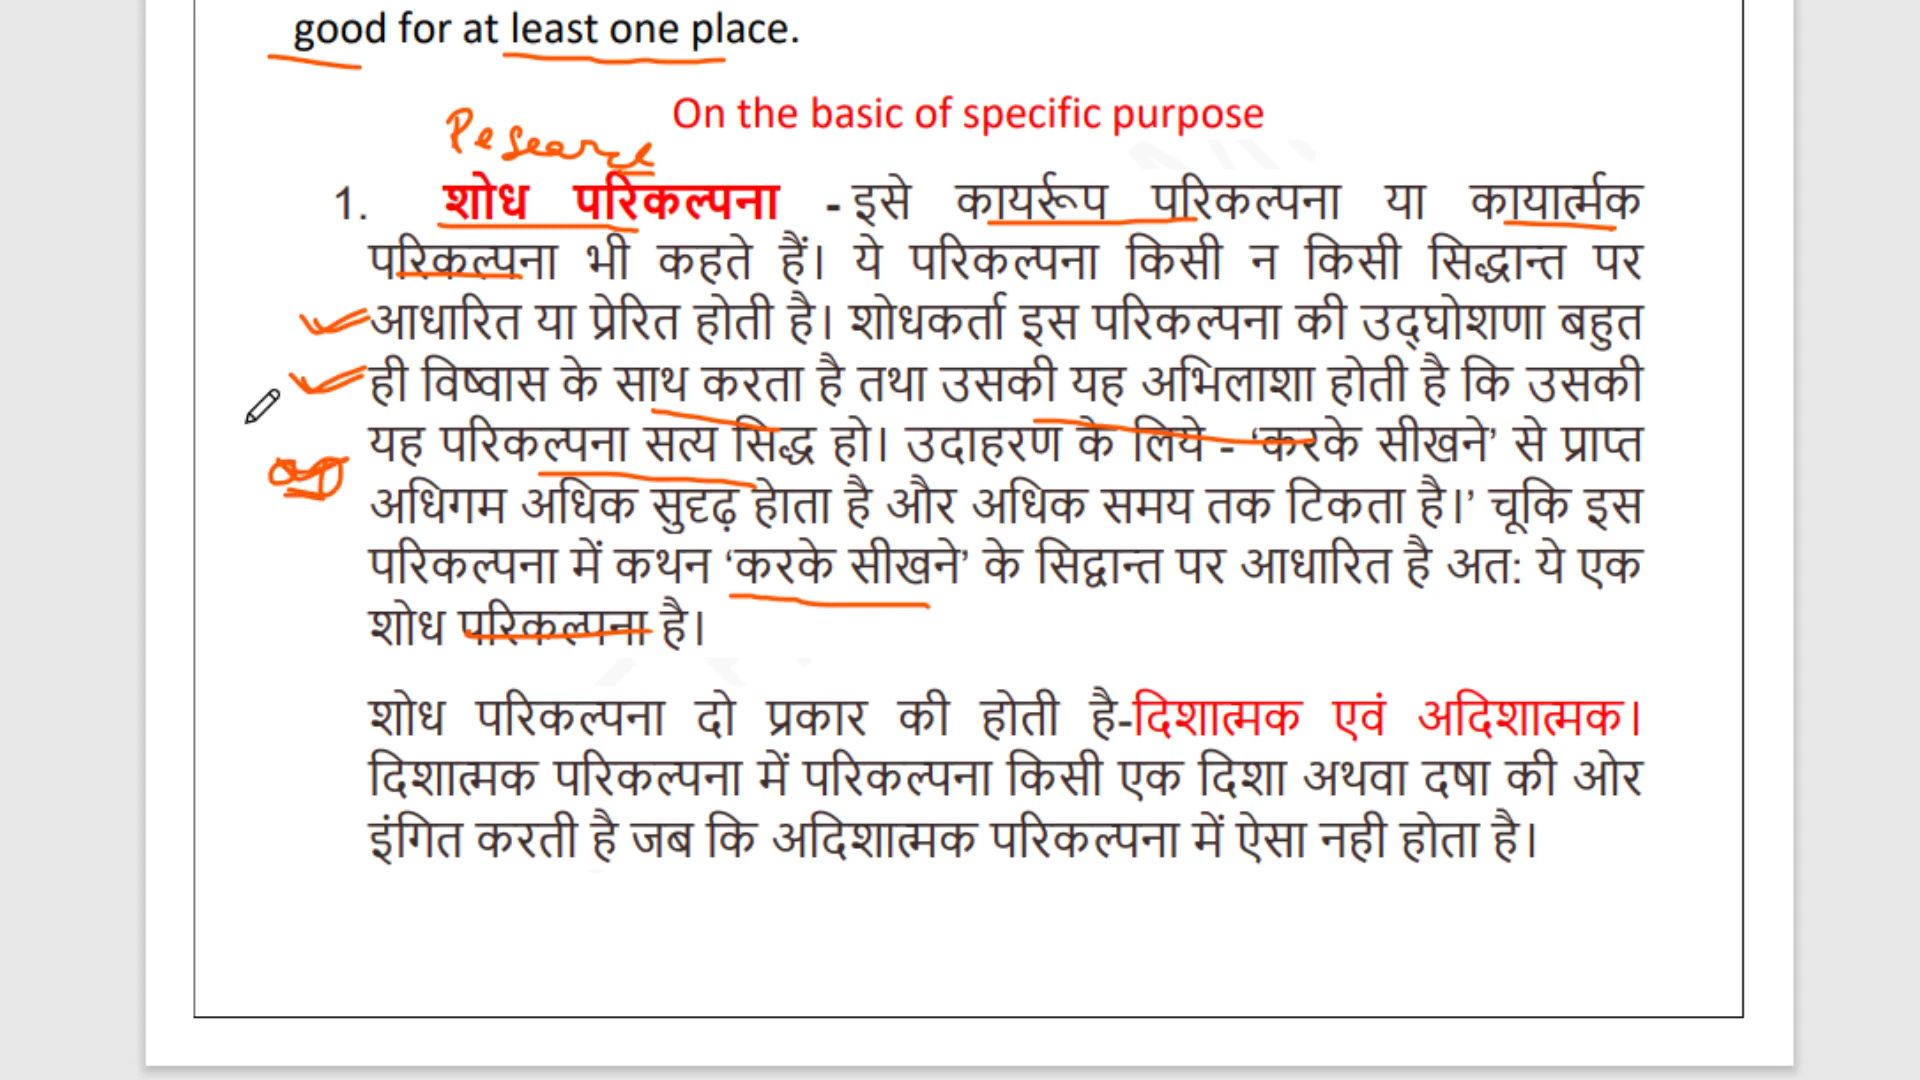 good for at least one place.
On the basic of specific purpose
Research
1. शोध परिकल्पना - इसे कायर्रूप परिकल्पना या कायार्त्मक
परिकल्पना भी कहते हैं। ये परिकल्पना किसी न किसी सिद्धान्त पर
आधारित या प्रेरित होती है। शोधकर्ता इस परिकल्पना की उद्घोशणा बहुत
ही विष्वास के साथ करता है तथा उसकी यह अभिलाशा होती है कि उसकी
यह परिकल्पना सत्य सिद्ध हो। उदाहरण के लिये - ‘करके सीखने’ से प्राप्त
अधिगम अधिक सुदृढ़ हेाता है और अधिक समय तक टिकता है।’ चूकि इस
परिकल्पना में कथन ‘करके सीखने’ के सिद्वान्त पर आधारित है अत: ये एक
शोध परिकल्पना है।
शोध परिकल्पना दो प्रकार की होती है-दिशात्मक एवं अदिशात्मक।
दिशात्मक परिकल्पना में परिकल्पना किसी एक दिशा अथवा दषा की ओर
इंगित करती है जब कि अदिशात्मक परिकल्पना में ऐसा नही होता है।